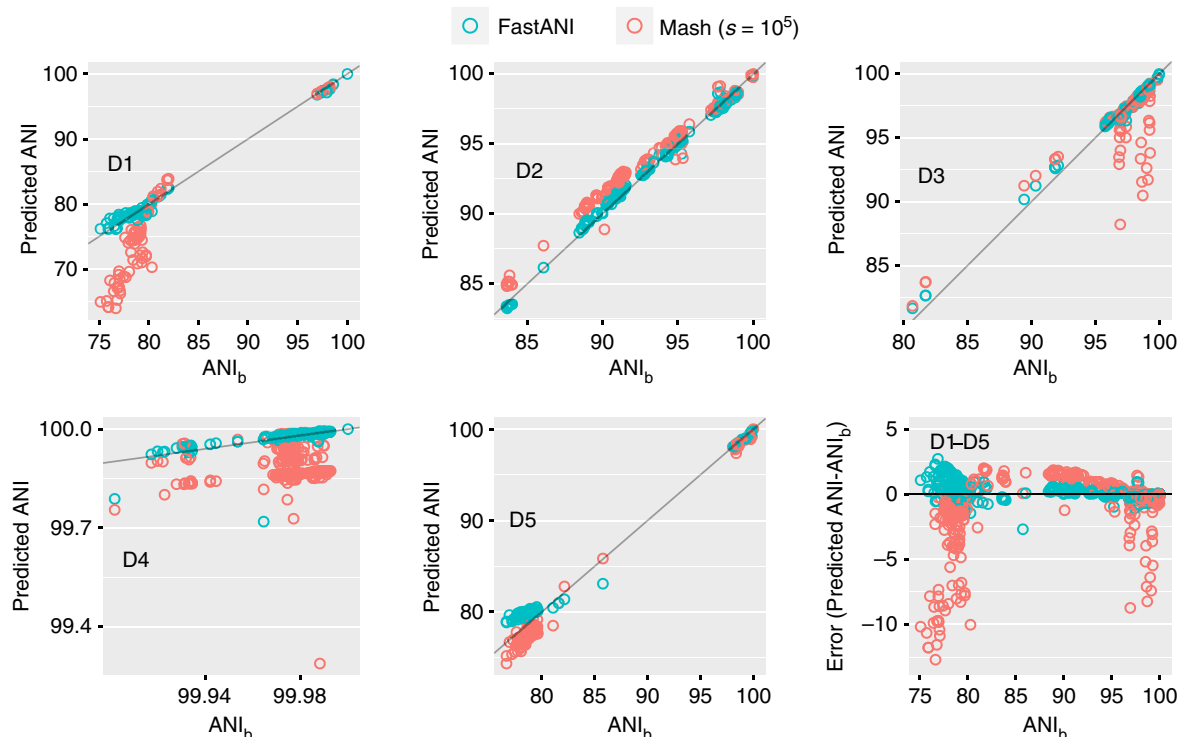 FastANI
Mash (s = 10⁵)
Predicted ANI
100
90
80
70
D1
75 80 85 90 95 100
ANI_b
Predicted ANI
100
95
90
85
D2
85 90 95 100
ANI_b
Predicted ANI
100
95
90
85
D3
80 85 90 95 100
ANI_b
Predicted ANI
100.0
99.7
99.4
D4
99.94 99.98
ANI_b
Predicted ANI
100
90
80
D5
80 85 90 95 100
ANI_b
Error (Predicted ANI-ANI_b)
5
0
−5
−10
D1–D5
75 80 85 90 95 100
ANI_b